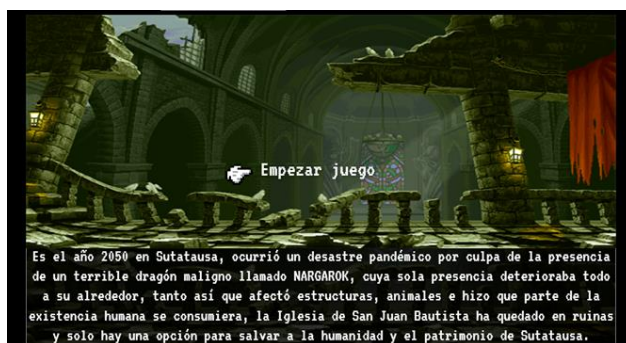 Empezar juego
Es el año 2050 en Sutatausa, ocurrió un desastre pandémico por culpa de la presencia
de un terrible dragón maligno llamado NARGAROK, cuya sola presencia deterioraba todo
a su alrededor, tanto así que afectó estructuras, animales e hizo que parte de la
existencia humana se consumiera, la Iglesia de San Juan Bautista ha quedado en ruinas
y solo hay una opción para salvar a la humanidad y el patrimonio de Sutatausa.